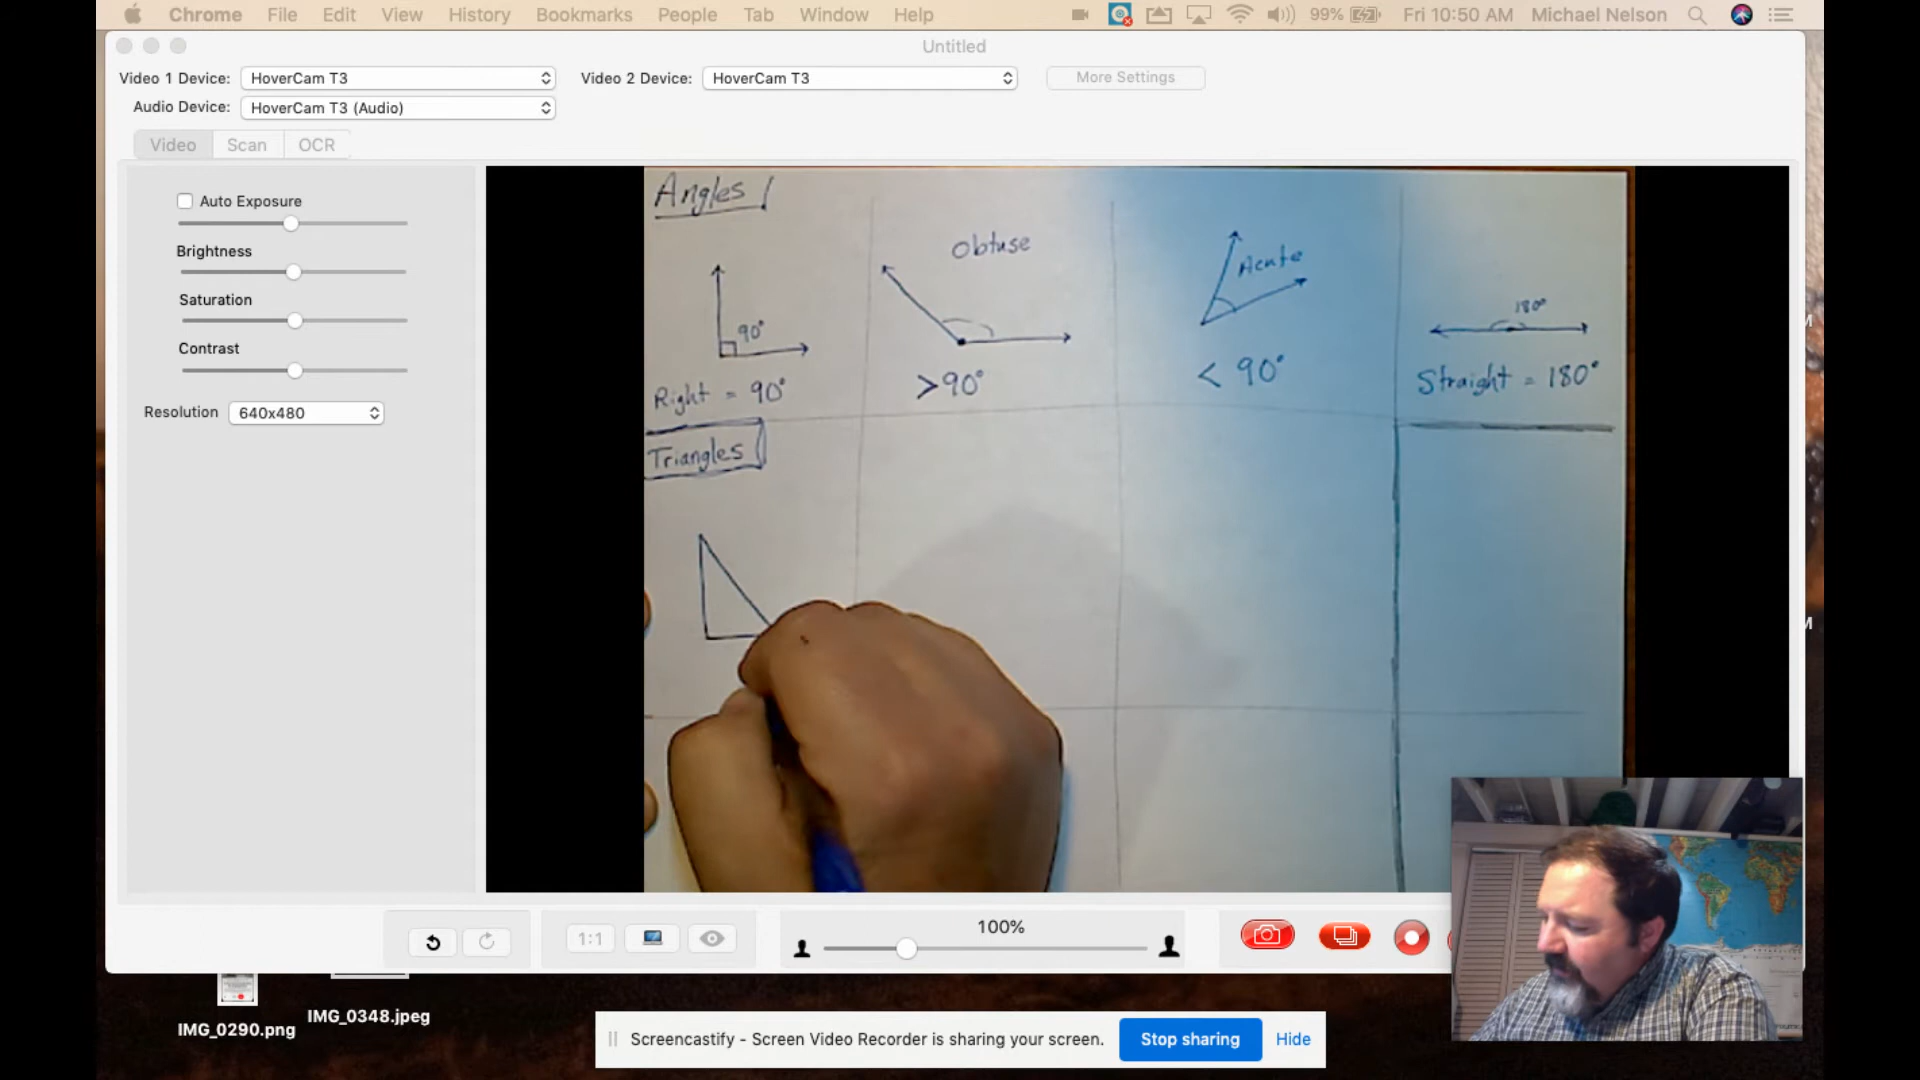 Chrome File Edit View History Bookmarks People Tab Window Help 99% Fri 10:50 AM Michael Nelson
Untitled
Video 1 Device: HoverCam T3 Video 2 Device: HoverCam T3 More Settings
Audio Device: HoverCam T3 (Audio)
Video Scan OCR
Auto Exposure
Brightness
Saturation
Contrast
Resolution 640x480
Angles
Obtuse
Acute
90°
180°
Right = 90°
>90°
< 90°
Straight = 180°
Triangles
M
M
1:1
100%
IMG_0290.png
IMG_0348.jpeg
Screencastify - Screen Video Recorder is sharing your screen. Stop sharing Hide